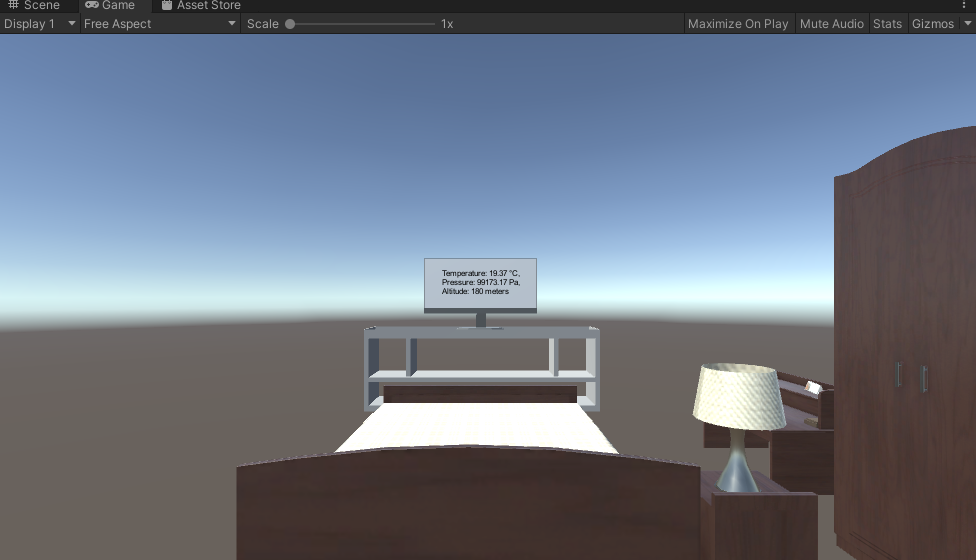 Scene Game Asset Store
Display 1 Free Aspect Scale 1x Maximize On Play Mute Audio Stats Gizmos
Temperature: 19.37 °C,
Pressure: 99173.17 Pa,
Altitude: 180 meters